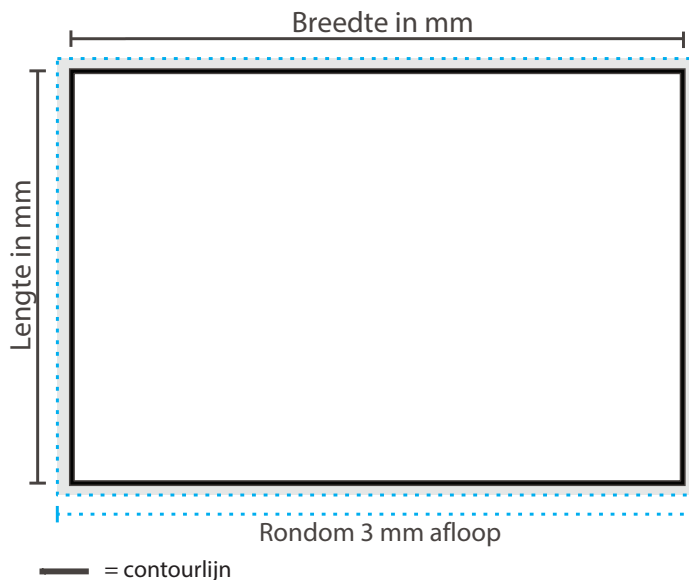 Breedte in mm
Lengte in mm
Rondom 3 mm afloop
= contourlijn